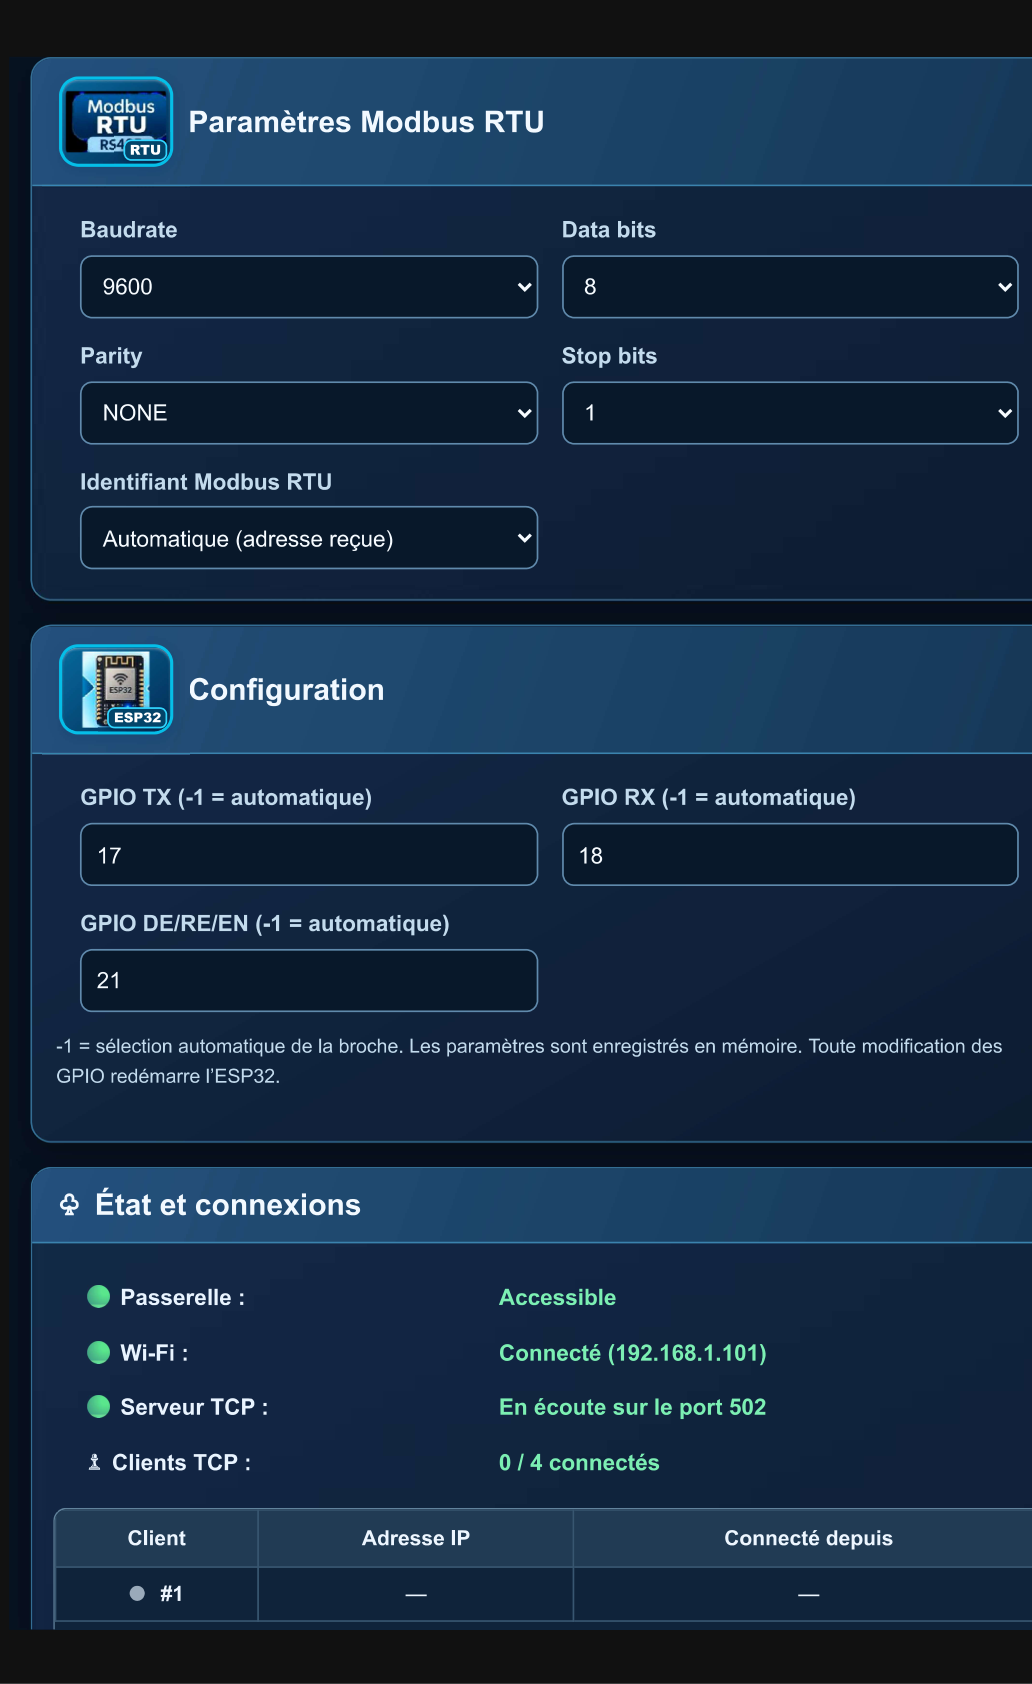 Modbus
RTU
RS4
RTU
Paramètres Modbus RTU
Baudrate
Data bits
9600
8
Parity
Stop bits
NONE
1
Identifiant Modbus RTU
Automatique (adresse reçue)
ESP32
ESP32
Configuration
GPIO TX (-1 = automatique)
GPIO RX (-1 = automatique)
17
18
GPIO DE/RE/EN (-1 = automatique)
21
-1 = sélection automatique de la broche. Les paramètres sont enregistrés en mémoire. Toute modification des
GPIO redémarre l’ESP32.
État et connexions
Passerelle : Accessible
Wi-Fi : Connecté (192.168.1.101)
Serveur TCP : En écoute sur le port 502
Clients TCP : 0 / 4 connectés
Client Adresse IP Connecté depuis
#1 — —